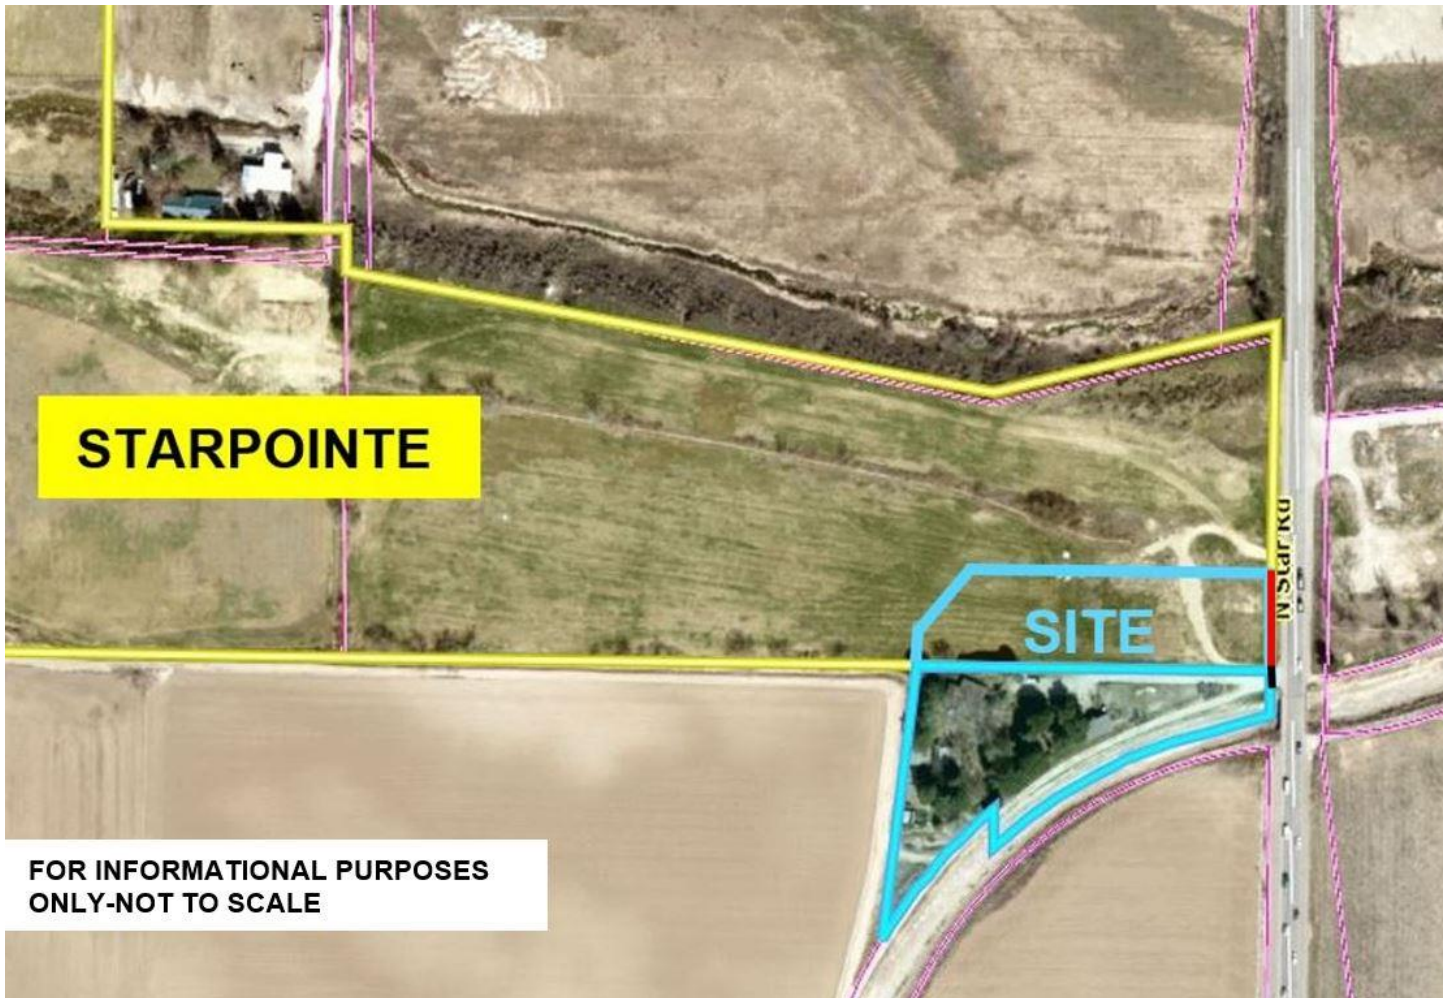 STARPOINTE
N Star Rd
SITE
FOR INFORMATIONAL PURPOSES
ONLY-NOT TO SCALE